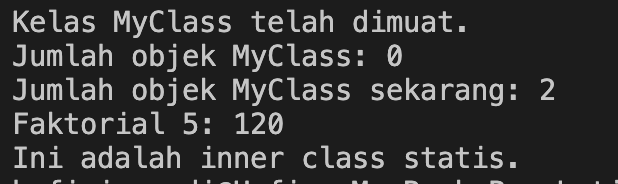 Kelas MyClass telah dimuat.
Jumlah objek MyClass: 0
Jumlah objek MyClass sekarang: 2
Faktorial 5: 120
Ini adalah inner class statis.